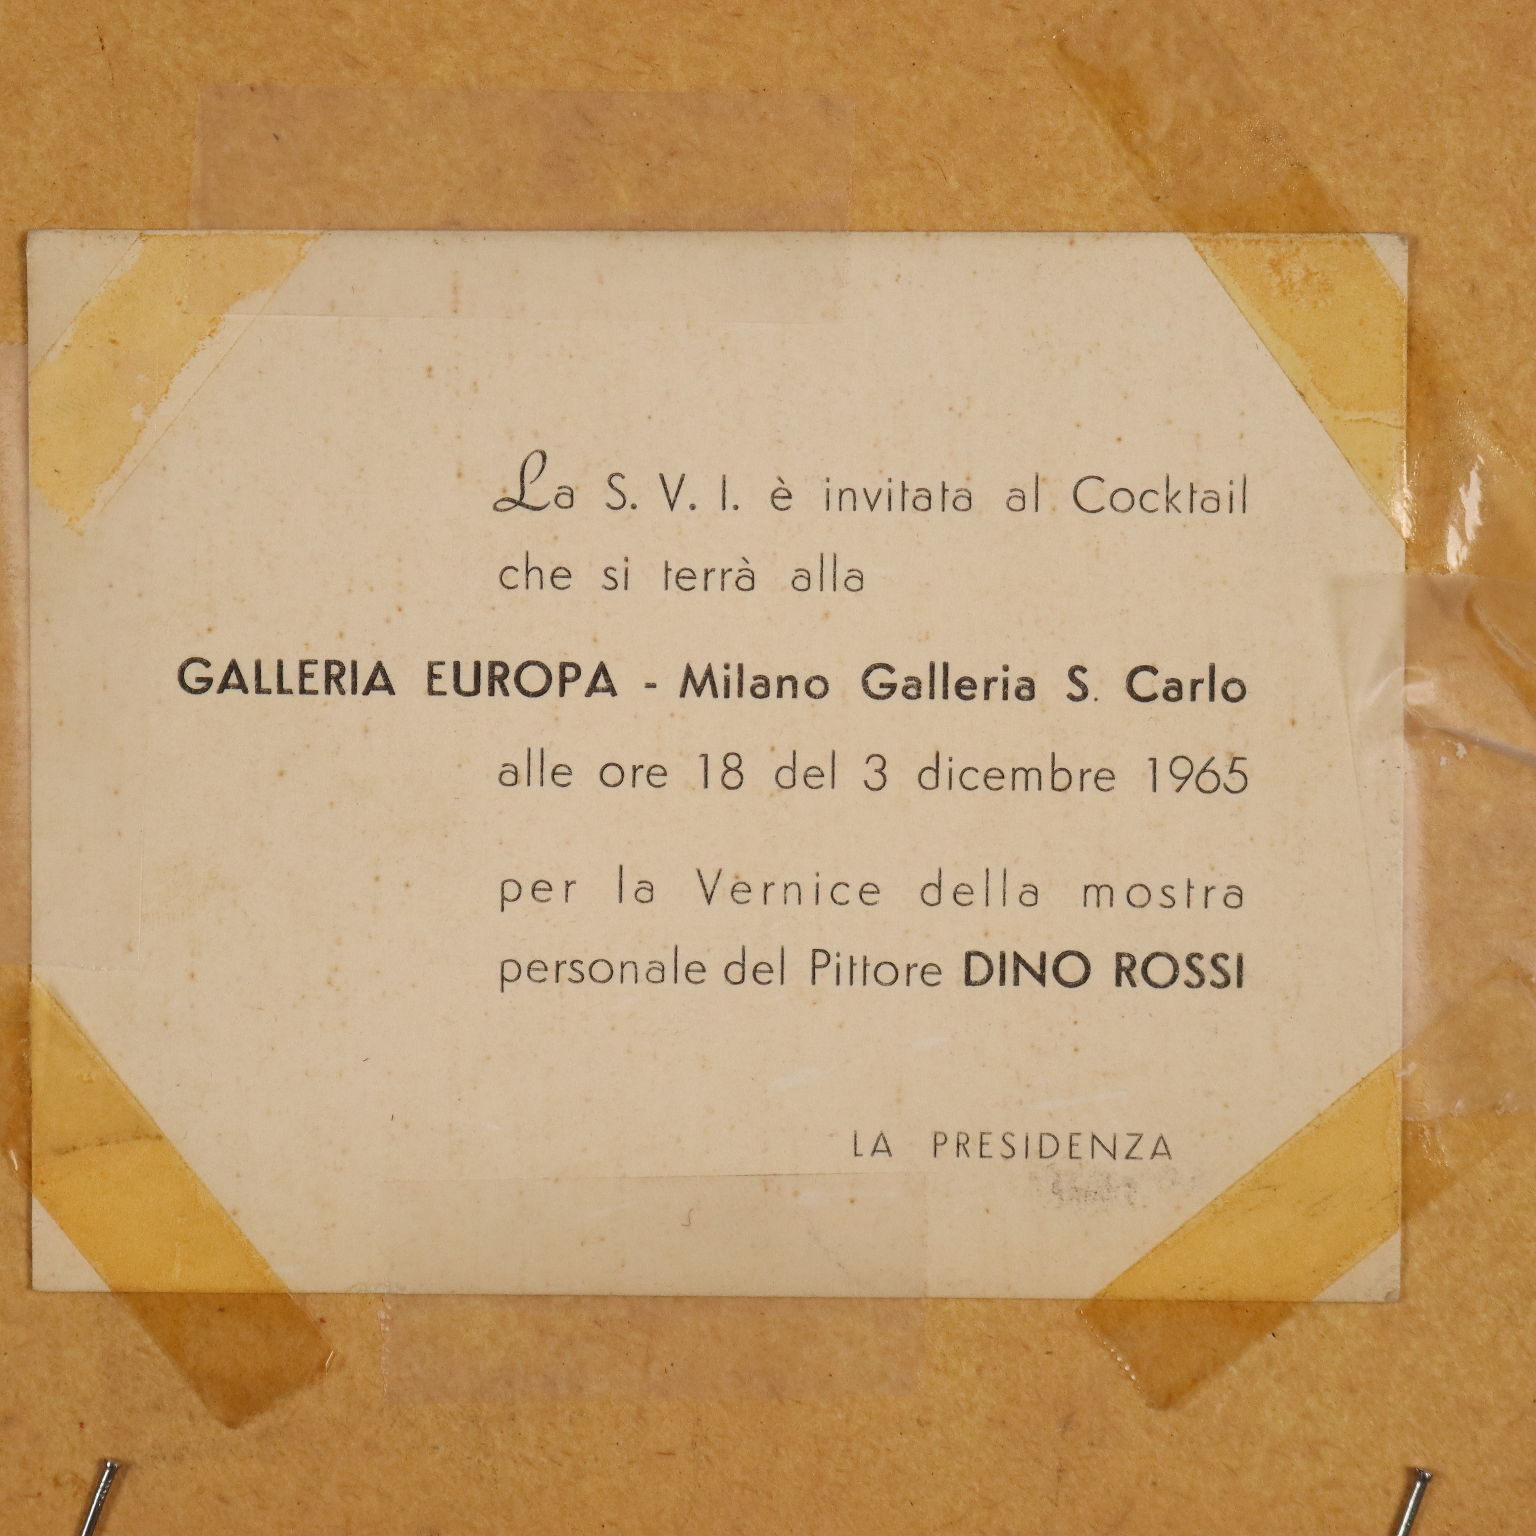 La S. V. I. è invitata al Cocktail
che si terrà alla
GALLERIA EUROPA - Milano Galleria S. Carlo
alle ore 18 del 3 dicembre 1965
per la Vernice della mostra
personale del Pittore DINO ROSSI
LA PRESIDENZA